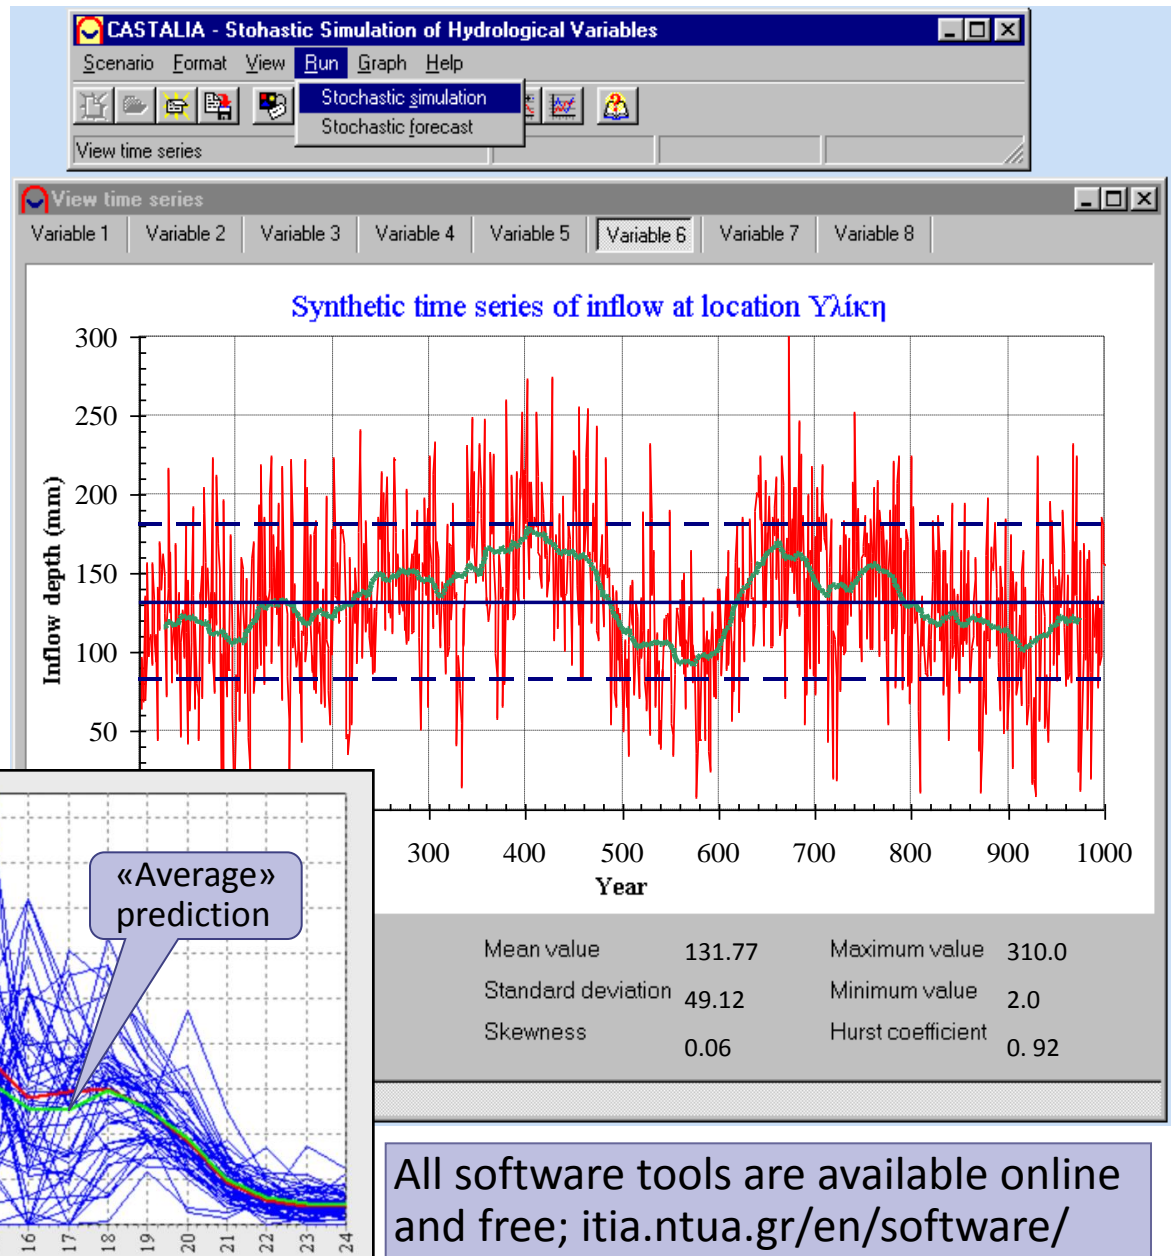 CASTALIA - Stohastic Simulation of Hydrological Variables
Scenario Format View Run Graph Help
Stochastic simulation
Stochastic forecast
View time series
View time series
Variable 1 Variable 2 Variable 3 Variable 4 Variable 5 Variable 6 Variable 7 Variable 8
Synthetic time series of inflow at location Υλίκη
300
250
200
150
100
50
Inflow depth (mm)
300 400 500 600 700 800 900 1000
Year
«Average»
prediction
Mean value 131.77 Maximum value 310.0
Standard deviation 49.12 Minimum value 2.0
Skewness 0.06 Hurst coefficient 0. 92
16 17 18 19 20 21 22 23 24
All software tools are available online
and free; itia.ntua.gr/en/software/